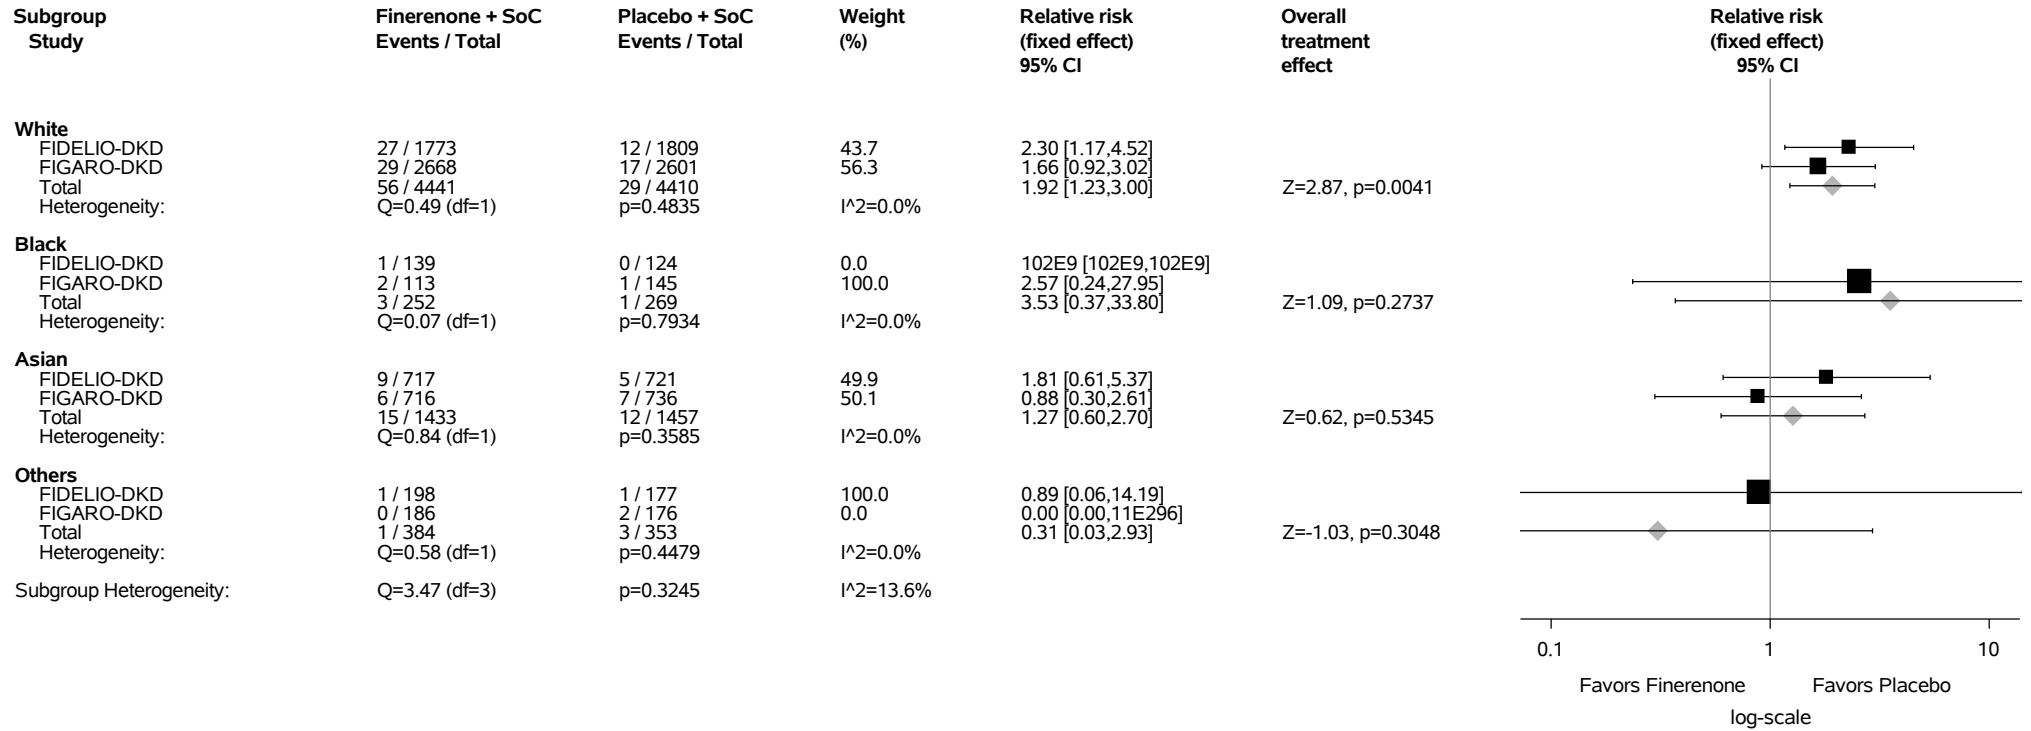 Subgroup Finerenone + SoC Placebo + SoC Weight Relative risk Overall Relative risk
Study Events / Total Events / Total (%) (fixed effect) treatment (fixed effect)
95% CI effect 95% CI
White
FIDELIO-DKD 27 / 1773 12 / 1809 43.7 2.30 [1.17,4.52]
FIGARO-DKD 29 / 2668 17 / 2601 56.3 1.66 [0.92,3.02]
Total 56 / 4441 29 / 4410 1.92 [1.23,3.00] Z=2.87, p=0.0041
Heterogeneity: Q=0.49 (df=1) p=0.4835 I^2=0.0%
Black
FIDELIO-DKD 1 / 139 0 / 124 0.0 102E9 [102E9,102E9]
FIGARO-DKD 2 / 113 1 / 145 100.0 2.57 [0.24,27.95]
Total 3 / 252 1 / 269 3.53 [0.37,33.80] Z=1.09, p=0.2737
Heterogeneity: Q=0.07 (df=1) p=0.7934 I^2=0.0%
Asian
FIDELIO-DKD 9 / 717 5 / 721 49.9 1.81 [0.61,5.37]
FIGARO-DKD 6 / 716 7 / 736 50.1 0.88 [0.30,2.61]
Total 15 / 1433 12 / 1457 1.27 [0.60,2.70] Z=0.62, p=0.5345
Heterogeneity: Q=0.84 (df=1) p=0.3585 I^2=0.0%
Others
FIDELIO-DKD 1 / 198 1 / 177 100.0 0.89 [0.06,14.19]
FIGARO-DKD 0 / 186 2 / 176 0.0 0.00 [0.00,11E296]
Total 1 / 384 3 / 353 0.31 [0.03,2.93] Z=-1.03, p=0.3048
Heterogeneity: Q=0.58 (df=1) p=0.4479 I^2=0.0%
Subgroup Heterogeneity: Q=3.47 (df=3) p=0.3245 I^2=13.6%
0.1 1 10
Favors Finerenone Favors Placebo
log-scale